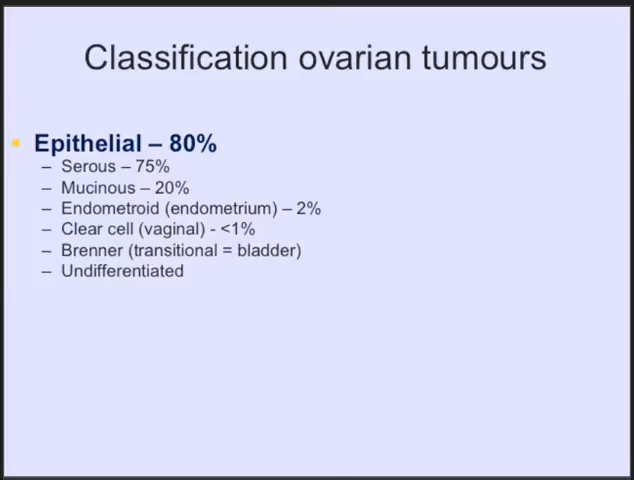 Classification ovarian tumours
Epithelial – 80%
– Serous – 75%
– Mucinous – 20%
– Endometroid (endometrium) – 2%
– Clear cell (vaginal) - <1%
– Brenner (transitional = bladder)
– Undifferentiated